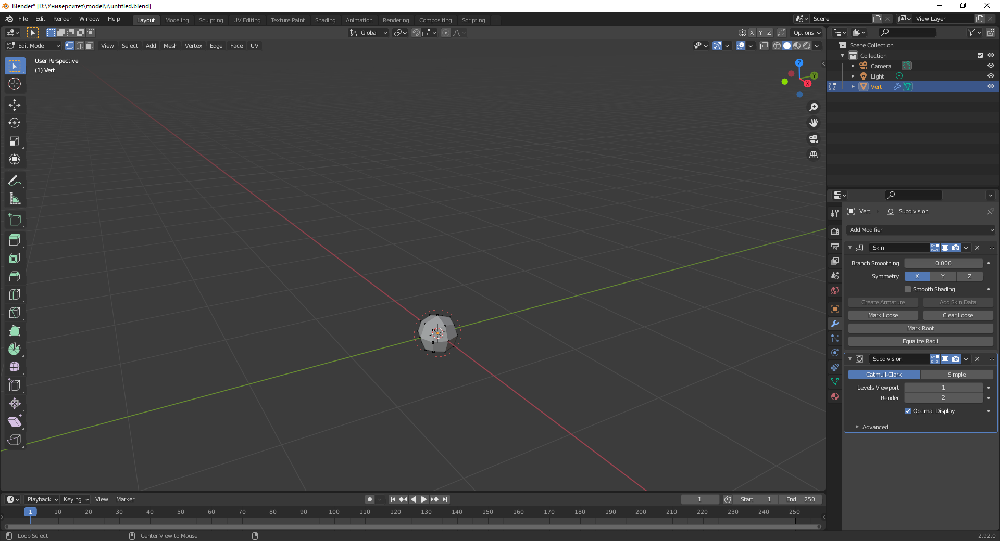 Blender* [D:\Университет\model\i\untitled.blend]
File Edit Render Window Help Layout Modeling Sculpting UV Editing Texture Paint Shading Animation Rendering Compositing Scripting + Scene View Layer
Global X Y Z Options
Edit Mode View Select Add Mesh Vertex Edge Face UV
User Perspective
(1) Vert
Z
Y
X
Scene Collection
Collection
Camera
Light
Vert
Vert Subdivision
Add Modifier
Skin
Branch Smoothing 0.000
Symmetry X Y Z
Smooth Shading
Create Armature Add Skin Data
Mark Loose Clear Loose
Mark Root
Equalize Radii
Subdivision
Catmull-Clark Simple
Levels Viewport 1
Render 2
Optimal Display
Advanced
Playback Keying View Marker 1 Start 1 End 250
1 10 20 30 40 50 60 70 80 90 100 110 120 130 140 150 160 170 180 190 200 210 220 230 240 250
Loop Select Center View to Mouse 2.92.0